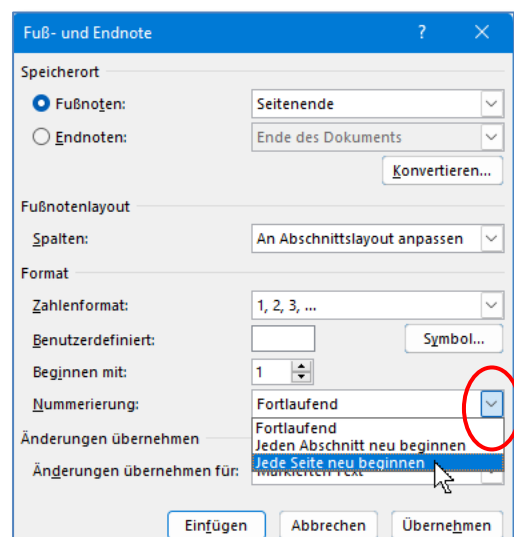 Fuß- und Endnote ? ×
Speicherort
Fußnoten: Seitenende
Endnoten: Ende des Dokuments
Konvertieren...
Fußnotenlayout
Spalten: An Abschnittslayout anpassen
Format
Zahlenformat: 1, 2, 3, ...
Benutzerdefiniert: Symbol...
Beginnen mit: 1
Nummerierung: Fortlaufend
Fortlaufend
Änderungen übernehmen Jeden Abschnitt neu beginnen
Jede Seite neu beginnen
Änderungen übernehmen für: Markierten Text
Einfügen Abbrechen Übernehmen